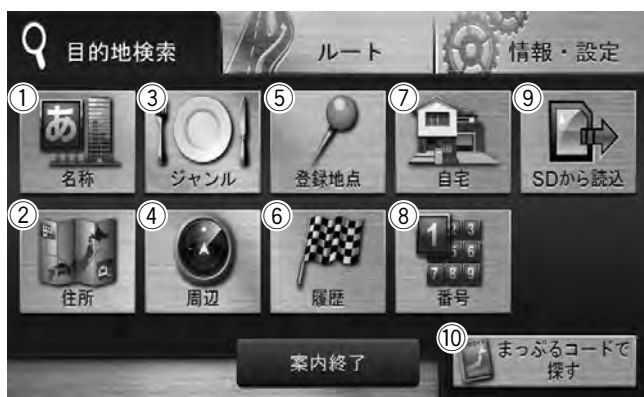 目的地検索
ルート
情報・設定
① ③ ⑤ ⑦ ⑨
あ
名称 ジャンル 登録地点 自宅 SDから読込
② ④ ⑥ ⑧
1 2 3
5 6
7 8 9
住所 周辺 履歴 番号
⑩
案内終了
まっぷるコードで
探す